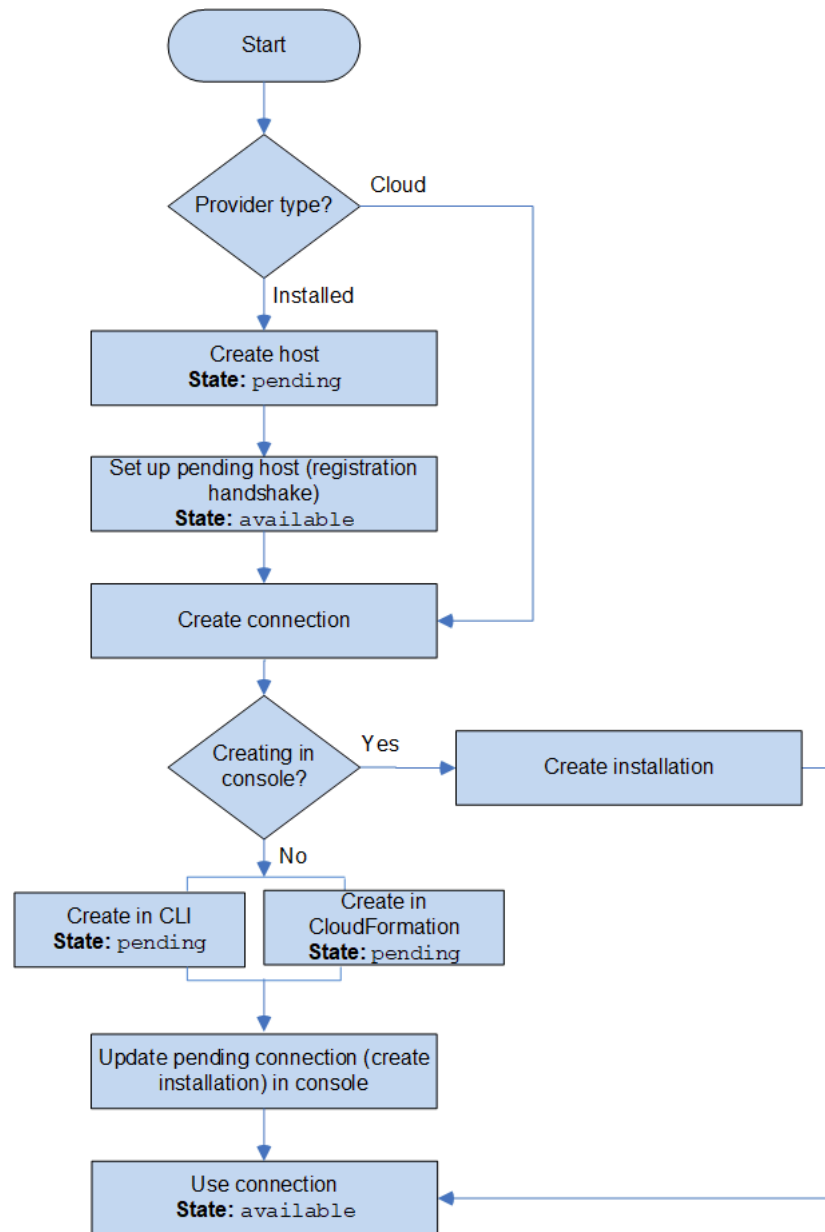 Start
Provider type?
Cloud
Installed
Create host
State: pending
Set up pending host (registration
handshake)
State: available
Create connection
Creating in
console?
Yes
Create installation
No
Create in CLI
State: pending
Create in
CloudFormation
State: pending
Update pending connection (create
installation) in console
Use connection
State: available